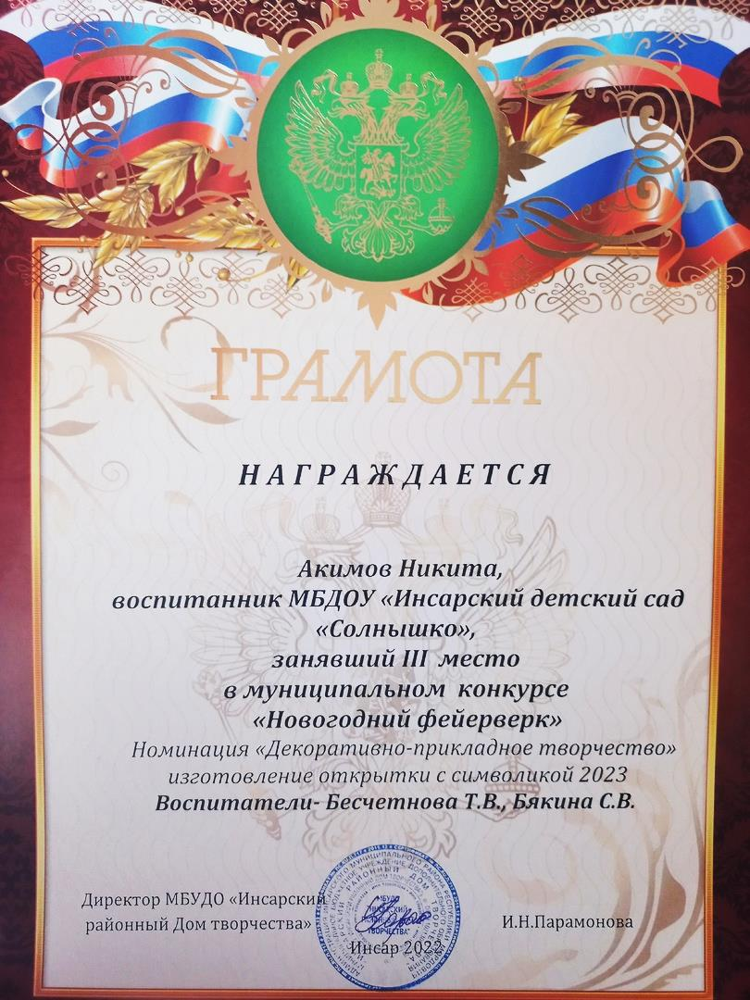 ГРАМОТА
НАГРАЖДАЕТСЯ
Акимов Никита,
воспитанник МБДОУ «Инсарский детский сад
«Солнышко»,
занявший III место
в муниципальном конкурсе
«Новогодний фейерверк»
Номинация «Декоративно-прикладное творчество»
изготовление открытки с символикой 2023
Воспитатели- Бесчетнова Т.В., Бякина С.В.
Директор МБУДО «Инсарский
районный Дом творчества»
И.Н.Парамонова
Инсар 2022